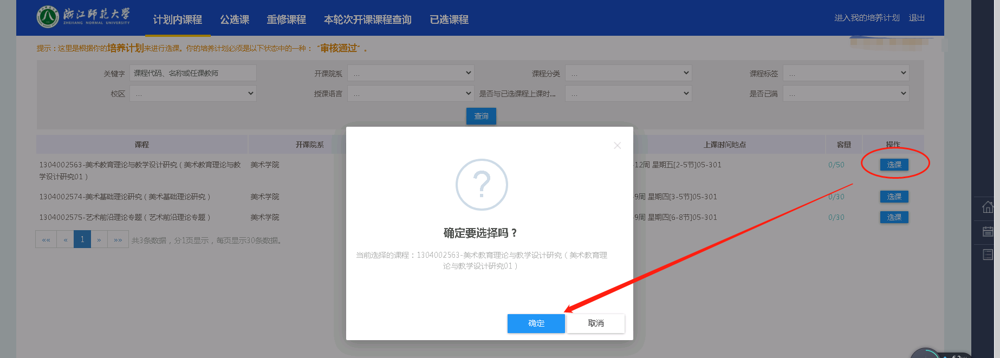 浙江师范大学
ZHEJIANG NORMAL UNIVERSITY
计划内课程 公选课 重修课程 本轮次开课课程查询 已选课程
进入我的培养计划 退出
提示：这里是根据你的培养计划来进行选课。你的培养计划必须是以下状态中的一种：“审核通过”。
关键字 课程代码、名称或任课教师 开课院系 ... 课程分类 ... 课程标签 ...
校区 ... 授课语言 ... 是否与已选课程上课时... ... 是否已满 ...
查询
课程 开课院系 上课时间地点 容量 操作
1304002563-美术教育理论与教学设计研究（美术教育理论与教
学设计研究01）
美术学院 -12周 星期五[2-5节]05-301 0/50 选课
1304002574-美术基础理论研究（美术基础理论研究） 美术学院 -9周 星期四[3-5节]05-301 0/30 选课
1304002575-艺术前沿理论专题（艺术前沿理论专题） 美术学院 -9周 星期四[6-8节]05-301 0/30 选课
«« « 1 » »» 共3条数据，分1页显示，每页显示30条数据。
×
?
确定要选择吗？
当前选择的课程：1304002563-美术教育理论与教学设计研究（美术教育理
论与教学设计研究01）
确定 取消